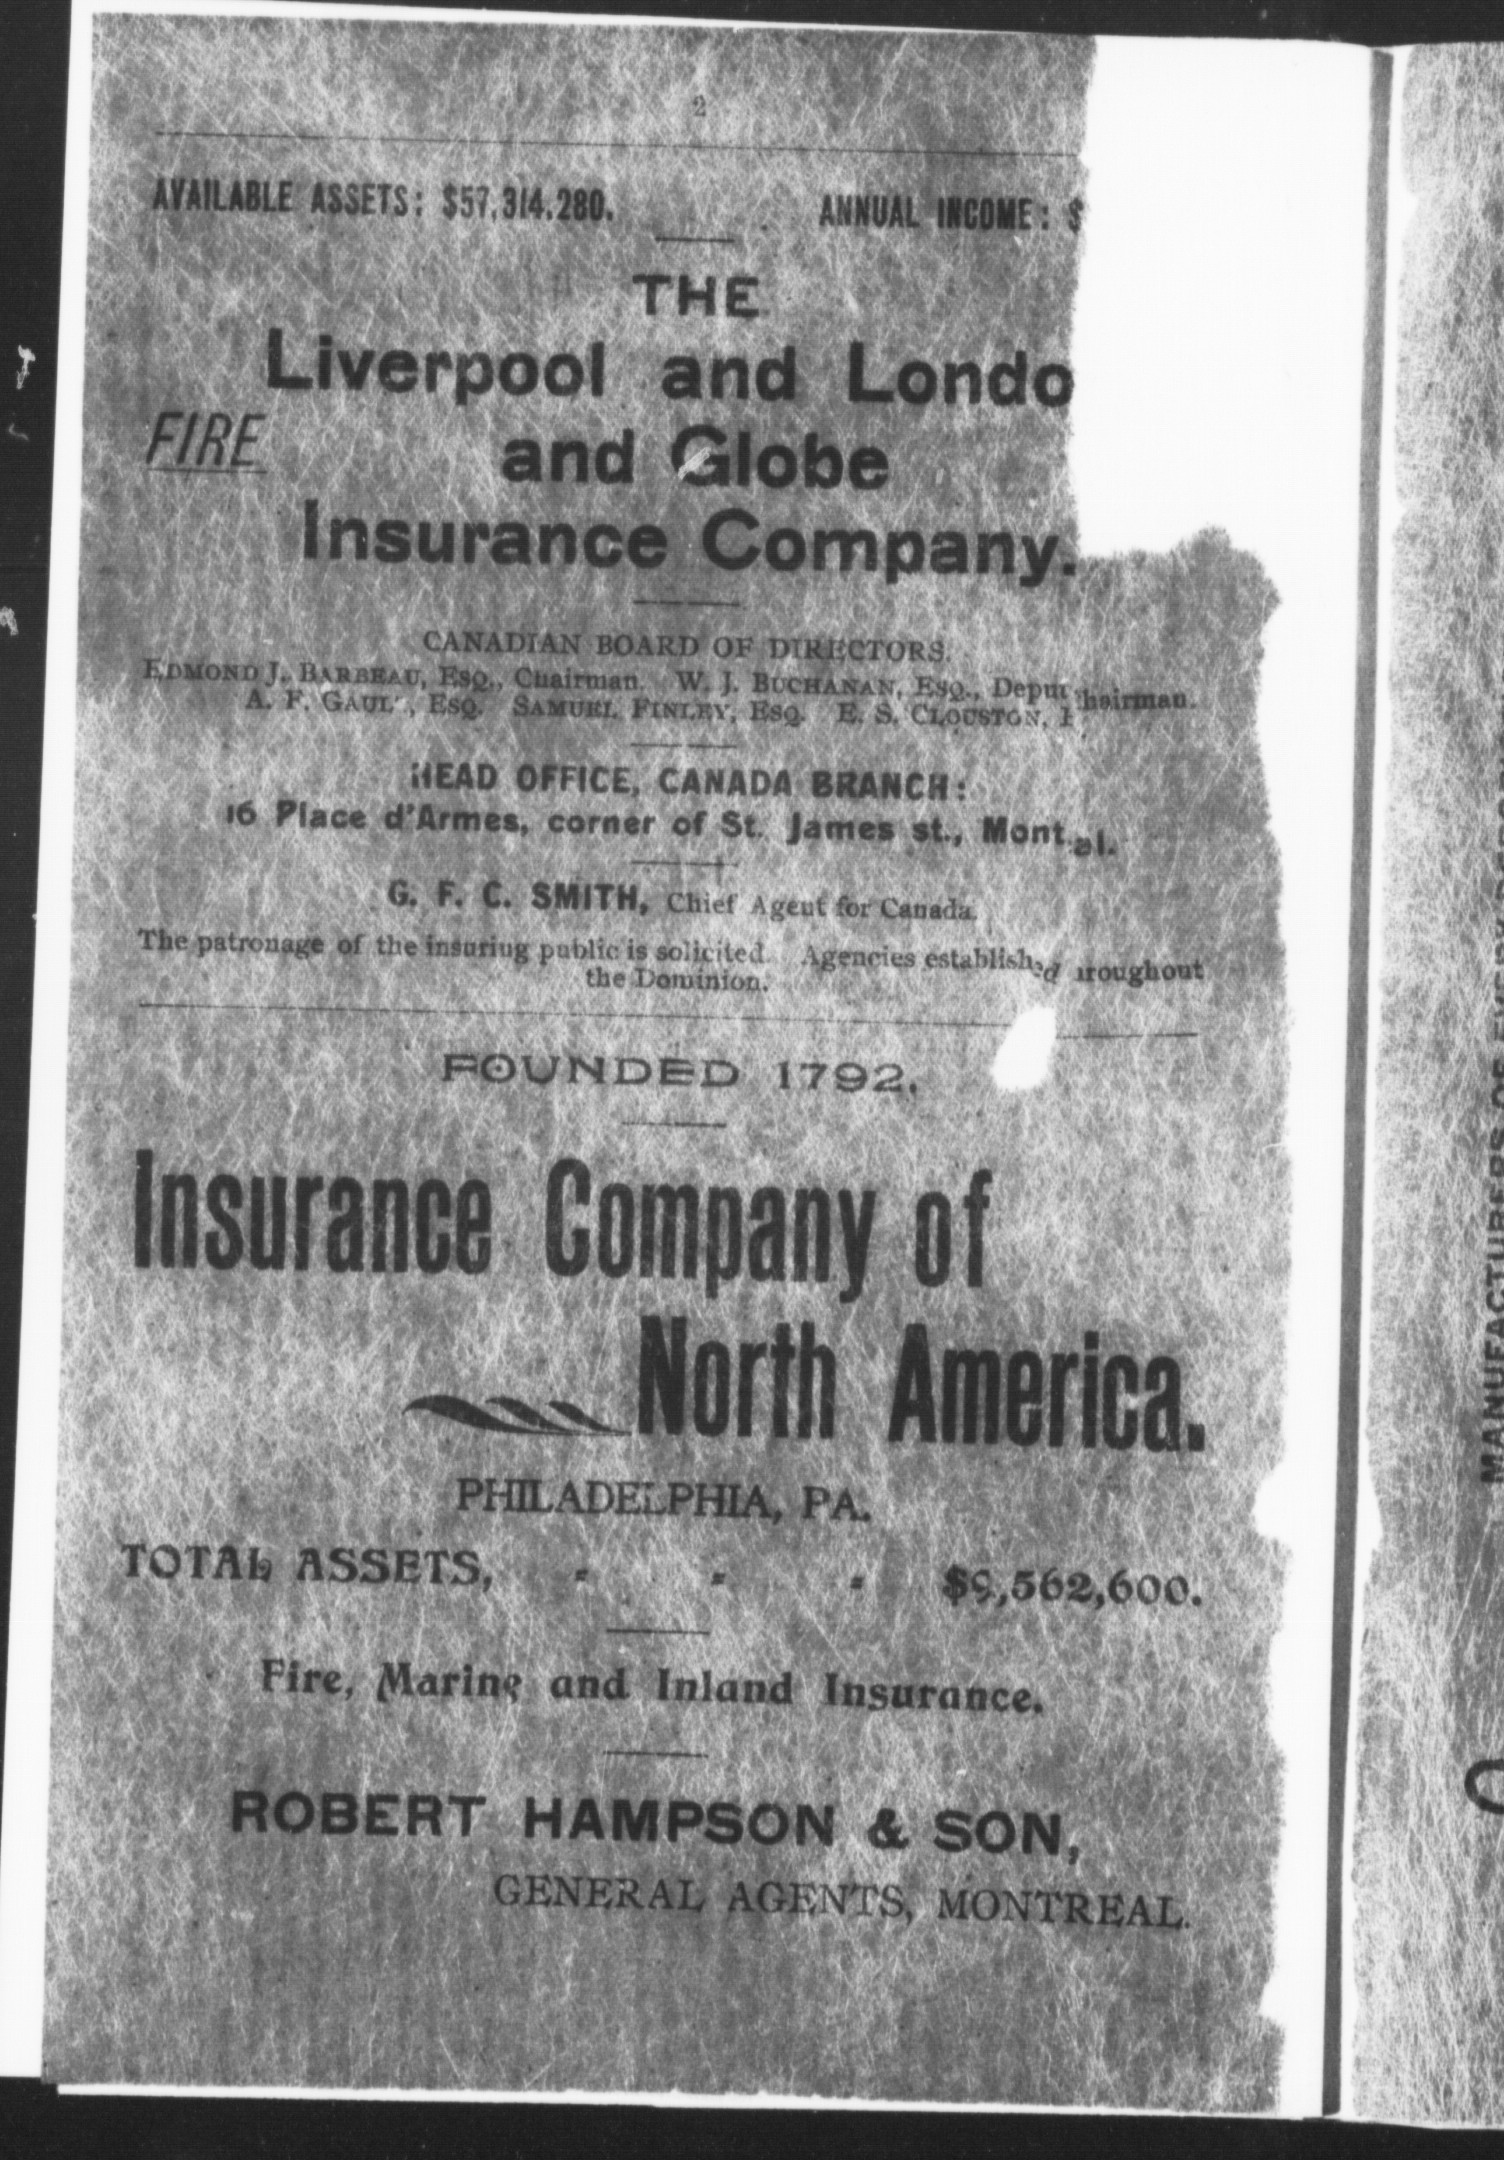 2
AVAILABLE ASSETS: $57,314,280. ANNUAL INCOME: $
THE
Liverpool and Londo
FIRE
and Globe
Insurance Company.
CANADIAN BOARD OF DIRECTORS.
EDMOND J. BARBEAU, ESQ., Chairman. W. J. BUCHANAN, ESQ., Deput hairman.
A. F. GAUL, ESQ. SAMUEL FINLEY, ESQ. E. S. CLOUSTON,
HEAD OFFICE, CANADA BRANCH:
16 Place d'Armes, corner of St. James st., Mont al.
G. F. C. SMITH, Chief Agent for Canada.
The patronage of the insuring public is solicited. Agencies established roughout
the Dominion.
FOUNDED 1792.
Insurance Company of
North America.
PHILADELPHIA, PA.
TOTAL ASSETS, - - - $9,562,600.
Fire, Marine and Inland Insurance.
ROBERT HAMPSON & SON,
GENERAL AGENTS, MONTREAL.
MANUFACTURERS OF